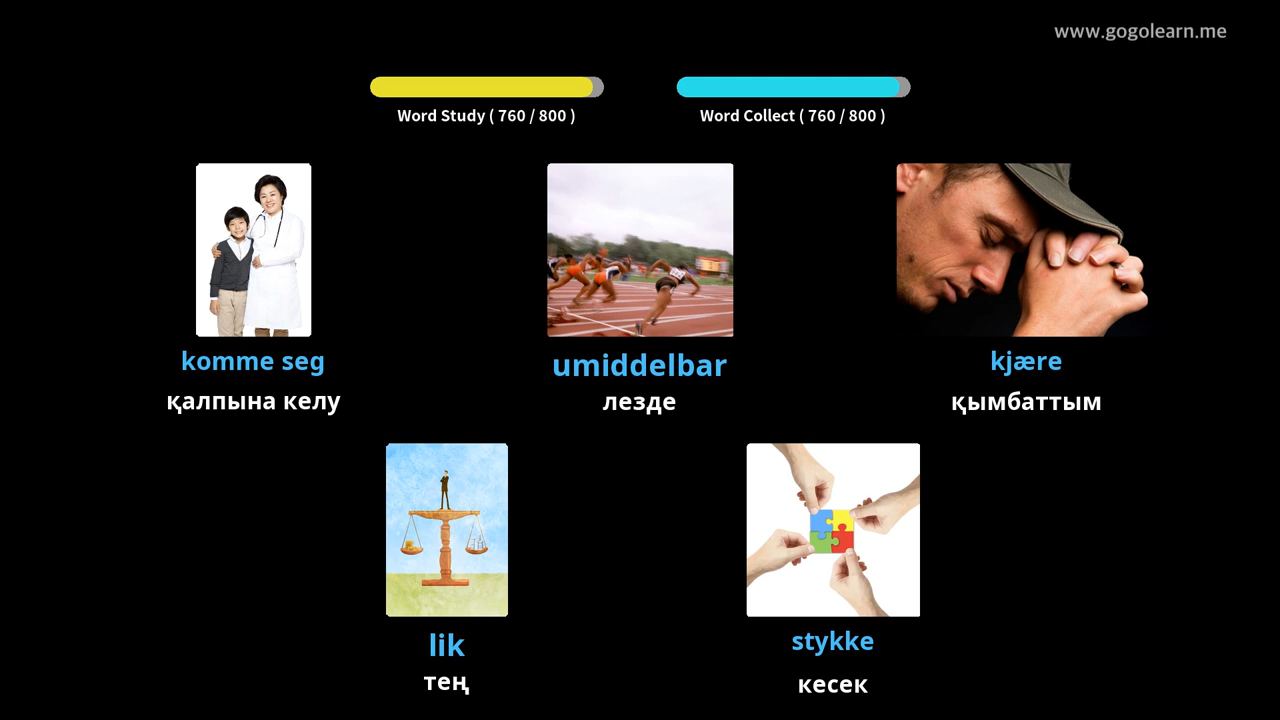 www.gogolearn.me
Word Study ( 760 / 800 )
Word Collect ( 760 / 800 )
komme seg
қалпына келу
umiddelbar
лезде
kjære
қымбаттым
lik
тең
stykke
кесек